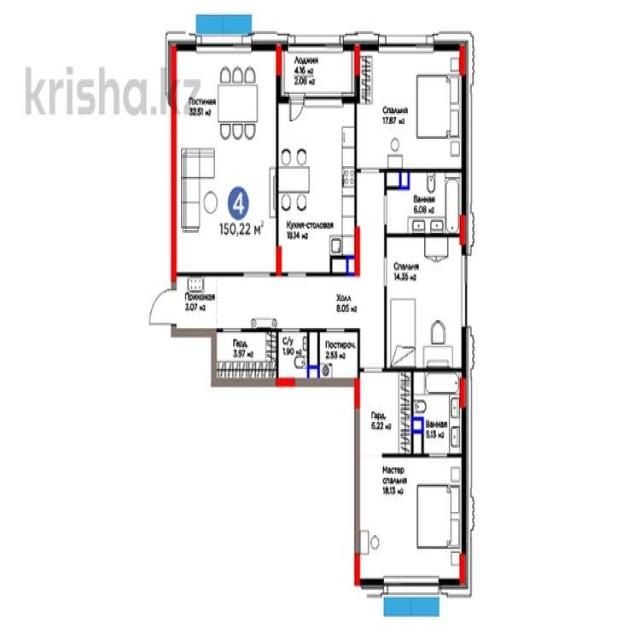 krisha.kz
Гостиная
32.51 м²
Лоджия
4.16 м²
2.08 м²
Спальня
17.87 м²
4
150,22 м²
Кухня-столовая
18.14 м²
Ванная
6.08 м²
Спальня
14.35 м²
Прихожая
3.07 м²
Холл
8.05 м²
Гард.
3.97 м²
С/у
1.90 м²
Постироч.
2.53 м²
Гард.
6.22 м²
Ванная
5.13 м²
Мастер
спальня
18.13 м²